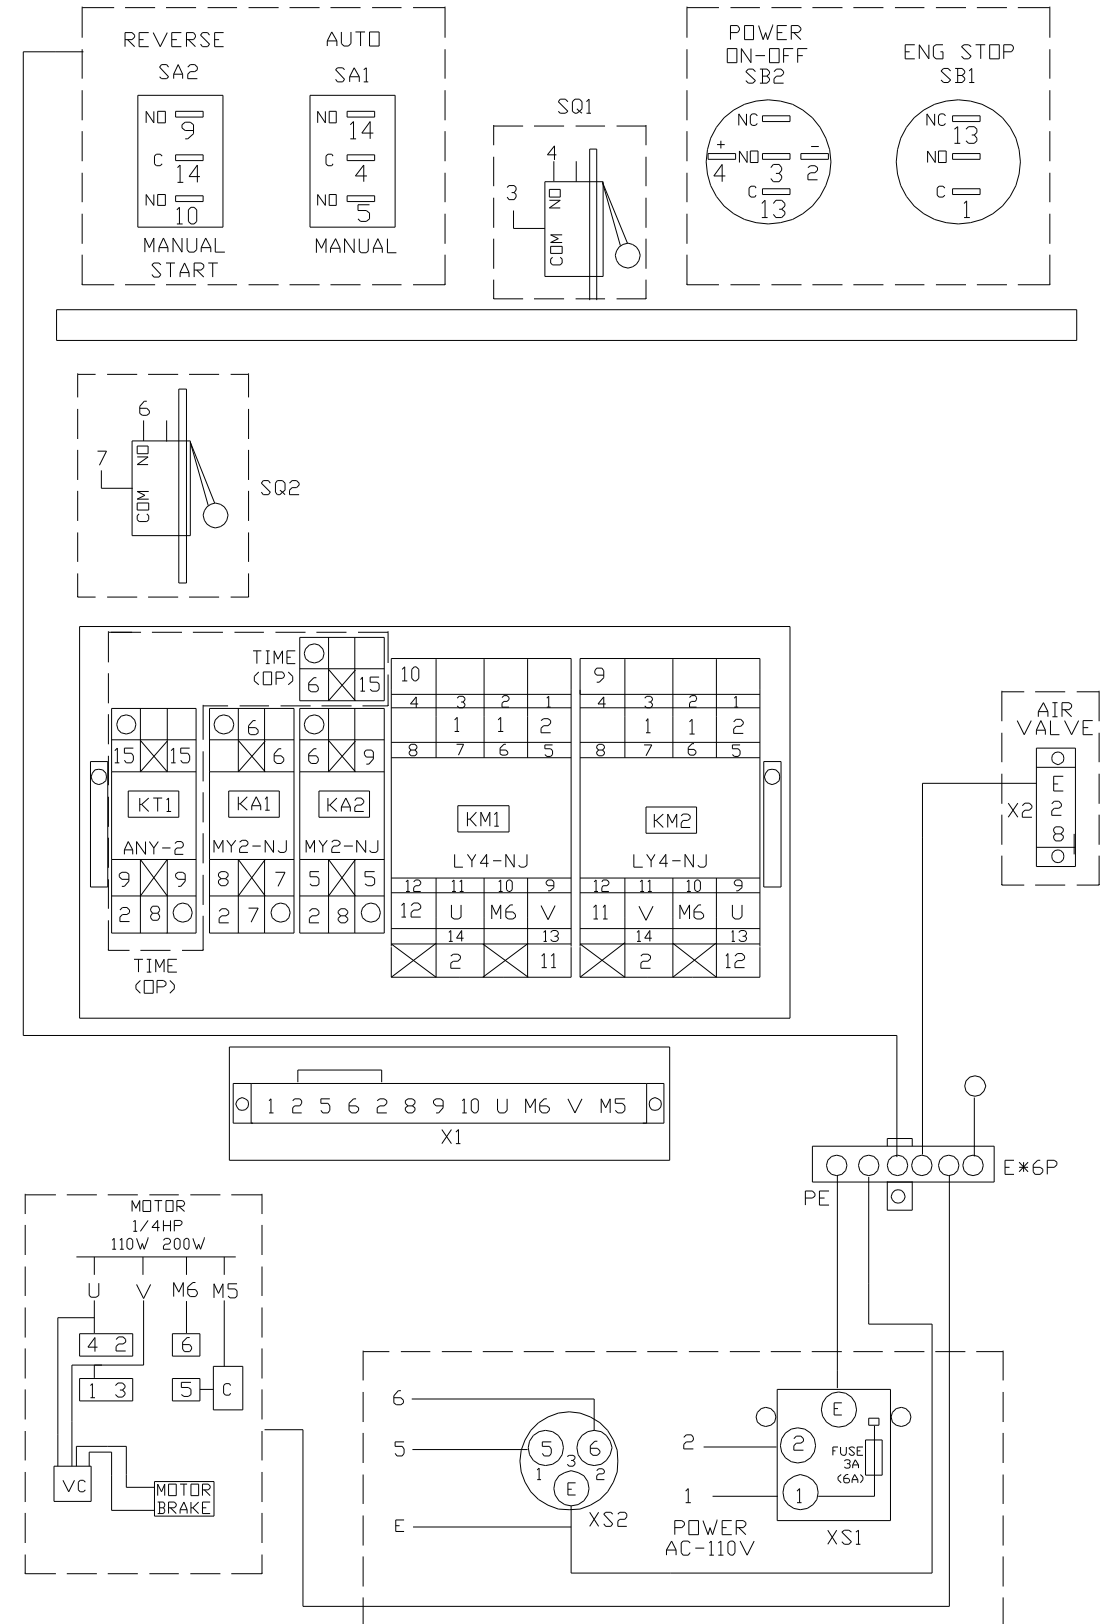 REVERSE
SA2
NO
9
C
14
NO
10
MANUAL
START
AUTO
SA1
NO
14
C
4
NO
5
MANUAL
SQ1
4
3
NO
COM
POWER
ON-OFF
SB2
NC
+
4
NO
3
-
2
C
13
ENG STOP
SB1
NC
13
NO
C
1
6
7
NO
COM
SQ2
TIME
(OP)
6 15
15 15
KT1
ANY-2
9 9
2 8
TIME
(OP)
6
6
KA1
MY2-NJ
8 7
2 7
6 9
KA2
MY2-NJ
5 5
2 8
10
4 3 2 1
1 1 2
8 7 6 5
KM1
LY4-NJ
12 11 10 9
12 U M6 V
14 13
2 11
9
4 3 2 1
1 1 2
8 7 6 5
KM2
LY4-NJ
12 11 10 9
11 V M6 U
14 13
2 12
AIR
VALVE
X2
E
2
8
1 2 5 6 2 8 9 10 U M6 V M5
X1
E*6P
PE
MOTOR
1/4HP
110W 200W
U V M6 M5
4 2
6
1 3
5
C
VC
MOTOR
BRAKE
6
5
E
5
6
1
3
2
E
XS2
2
1
POWER
AC-110V
E
2
1
FUSE
3A
(6A)
XS1